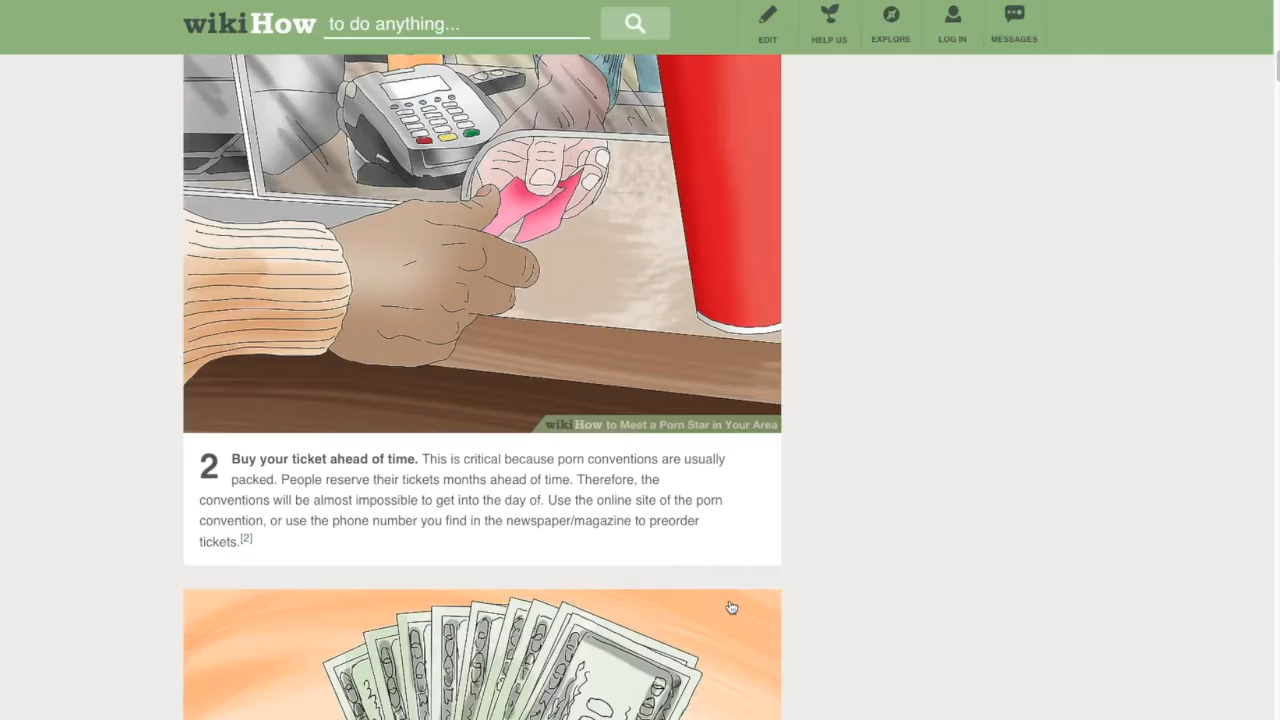 wikiHow to do anything...
EDIT
HELP US
EXPLORE
LOG IN
MESSAGES
wikiHow to Meet a Porn Star in Your Area
2 Buy your ticket ahead of time. This is critical because porn conventions are usually
packed. People reserve their tickets months ahead of time. Therefore, the
conventions will be almost impossible to get into the day of. Use the online site of the porn
convention, or use the phone number you find in the newspaper/magazine to preorder
tickets.[2]